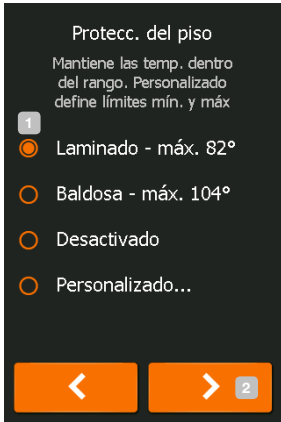 Protecc. del piso
Mantiene las temp. dentro
del rango. Personalizado
define límites mín. y máx
1
Laminado - máx. 82°
Baldosa - máx. 104°
Desactivado
Personalizado...
2